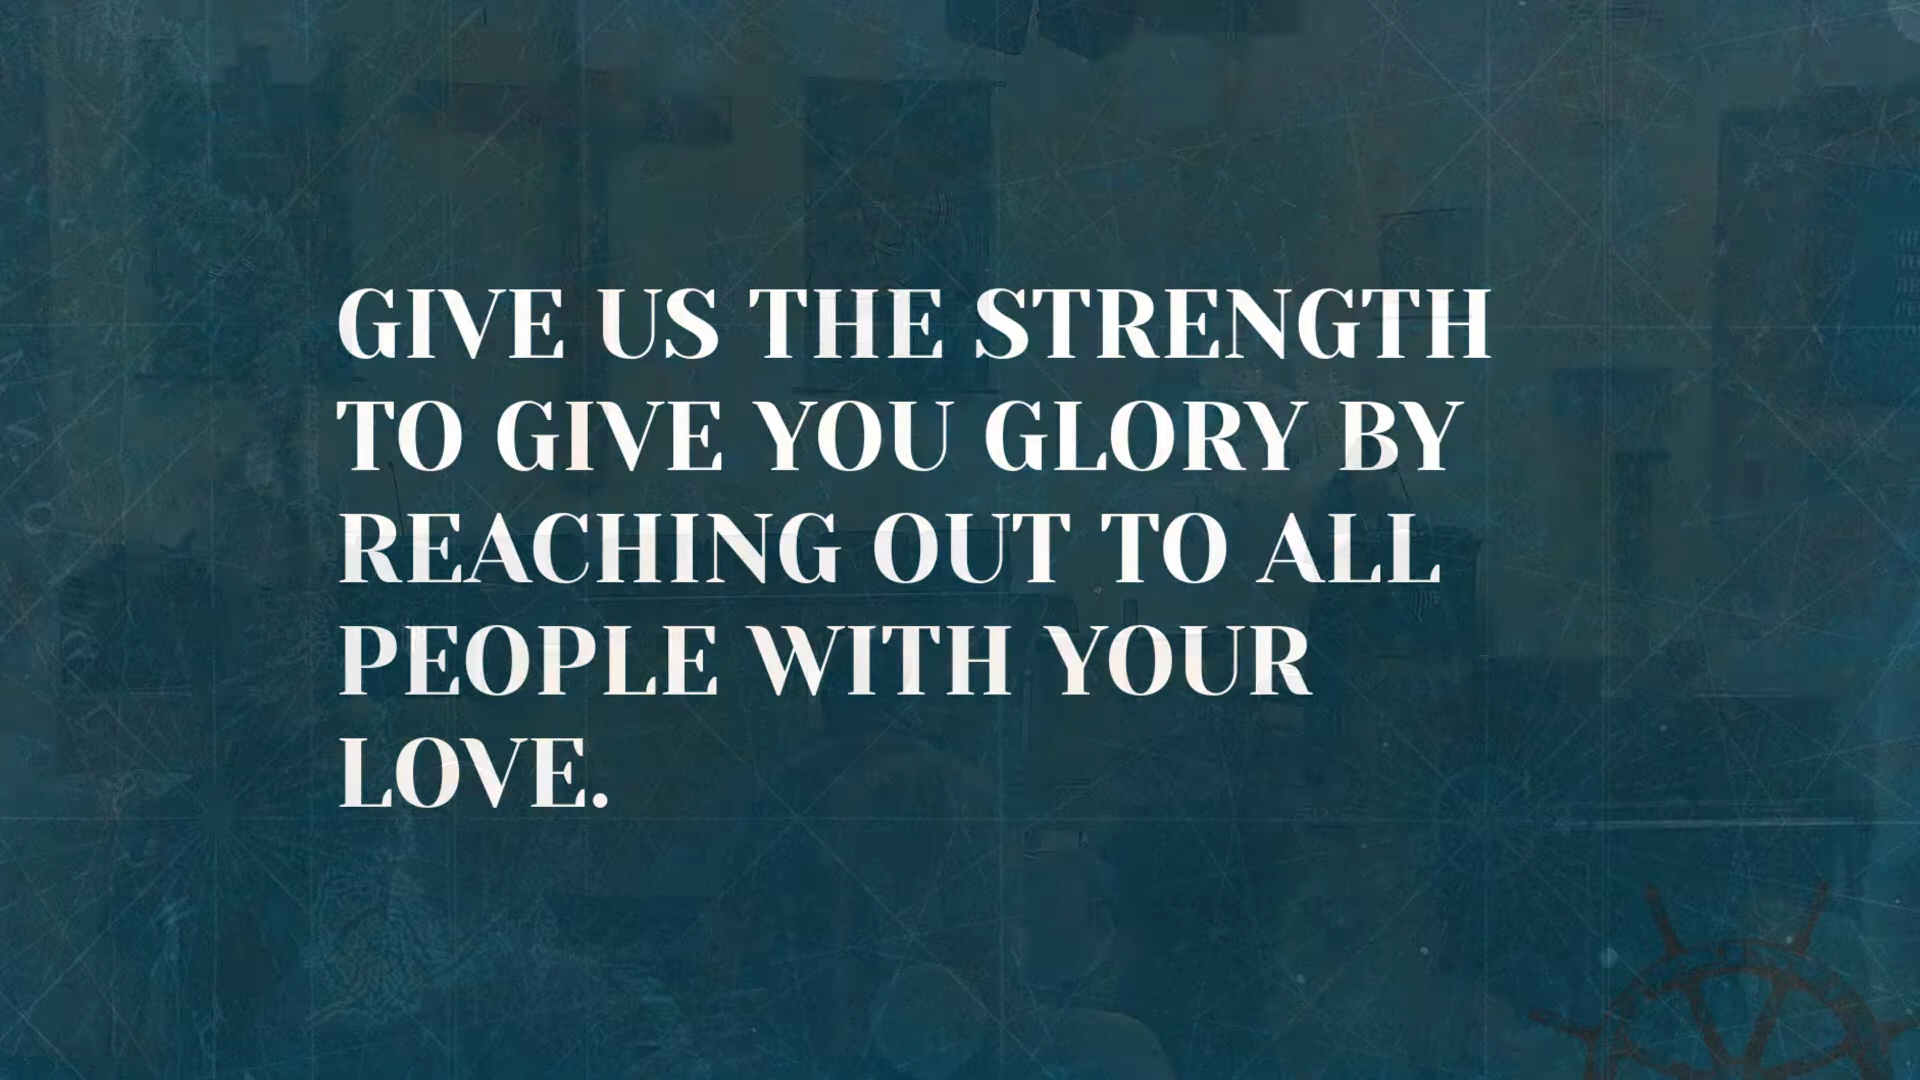 GIVE US THE STRENGTH
TO GIVE YOU GLORY BY
REACHING OUT TO ALL
PEOPLE WITH YOUR
LOVE.